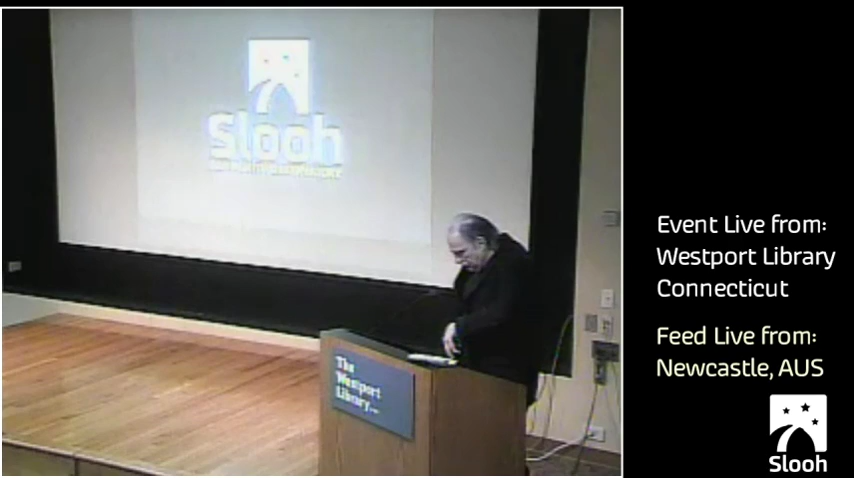 Slooh
The
Westport
Library...
Event Live from:
Westport Library
Connecticut
Feed Live from:
Newcastle, AUS
Slooh